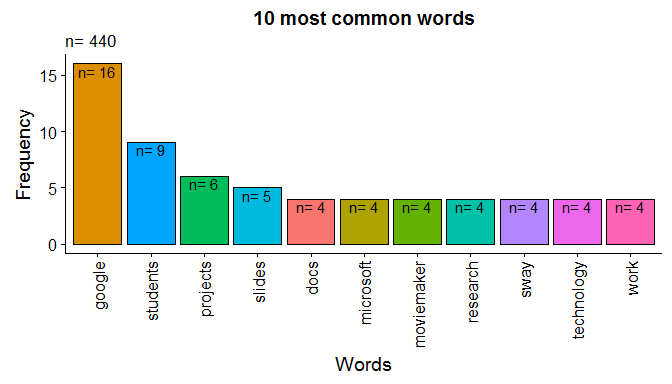 10 most common words
n= 440
Frequency
15
10
5
0
n= 16
n= 9
n= 6
n= 5
n= 4
n= 4
n= 4
n= 4
n= 4
n= 4
n= 4
google
students
projects
slides
docs
microsoft
moviemaker
research
sway
technology
work
Words